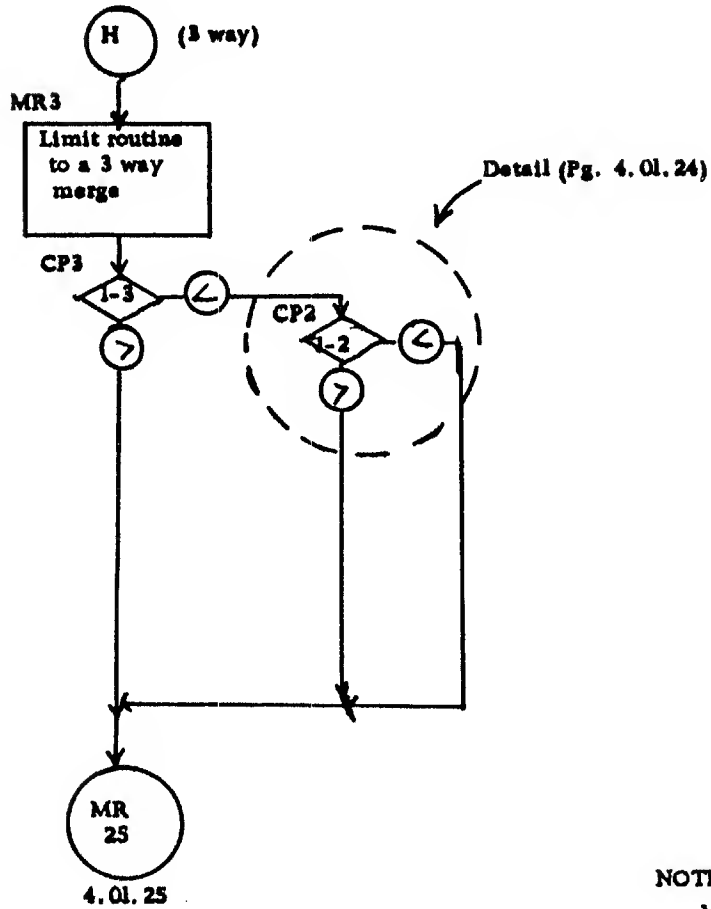 H (3 way)
MR3
Limit routine
to a 3 way
merge
Detail (Pg. 4.01.24)
CP3
1-3
<
CP2
1-2
<
>
>
MR
25
4.01.25